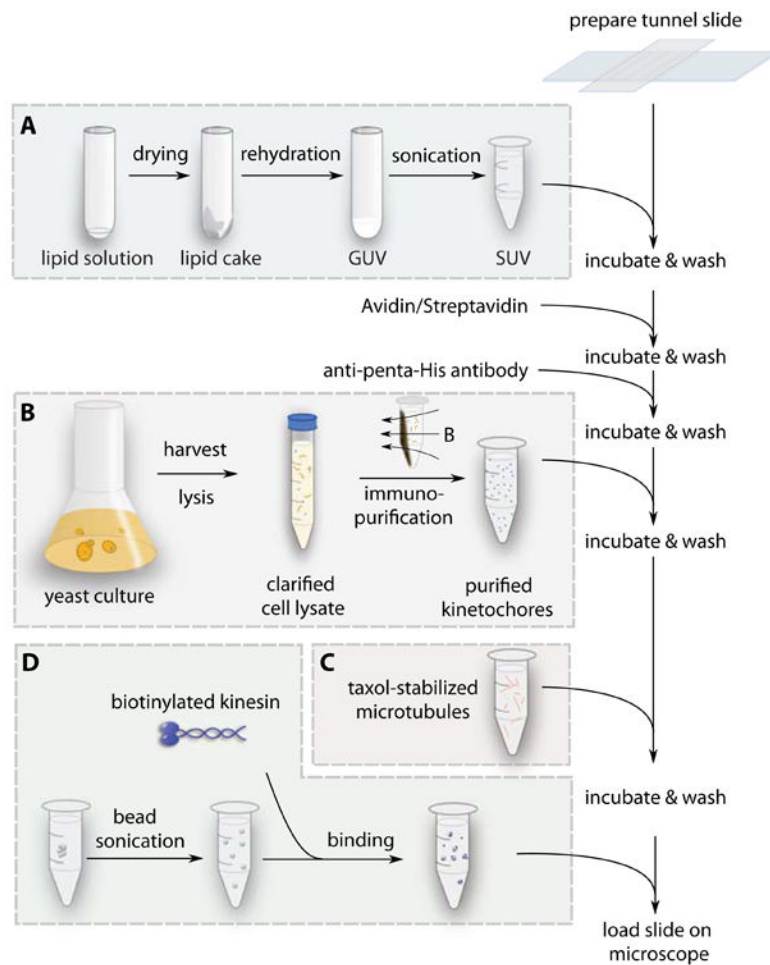 prepare tunnel slide
A
drying
rehydration
sonication
lipid solution
lipid cake
GUV
SUV
incubate & wash
Avidin/Streptavidin
incubate & wash
anti-penta-His antibody
B
incubate & wash
harvest
lysis
B
immuno-
purification
incubate & wash
yeast culture
clarified
cell lysate
purified
kinetochores
D
C
biotinylated kinesin
taxol-stabilized
microtubules
incubate & wash
bead
sonication
binding
load slide on
microscope